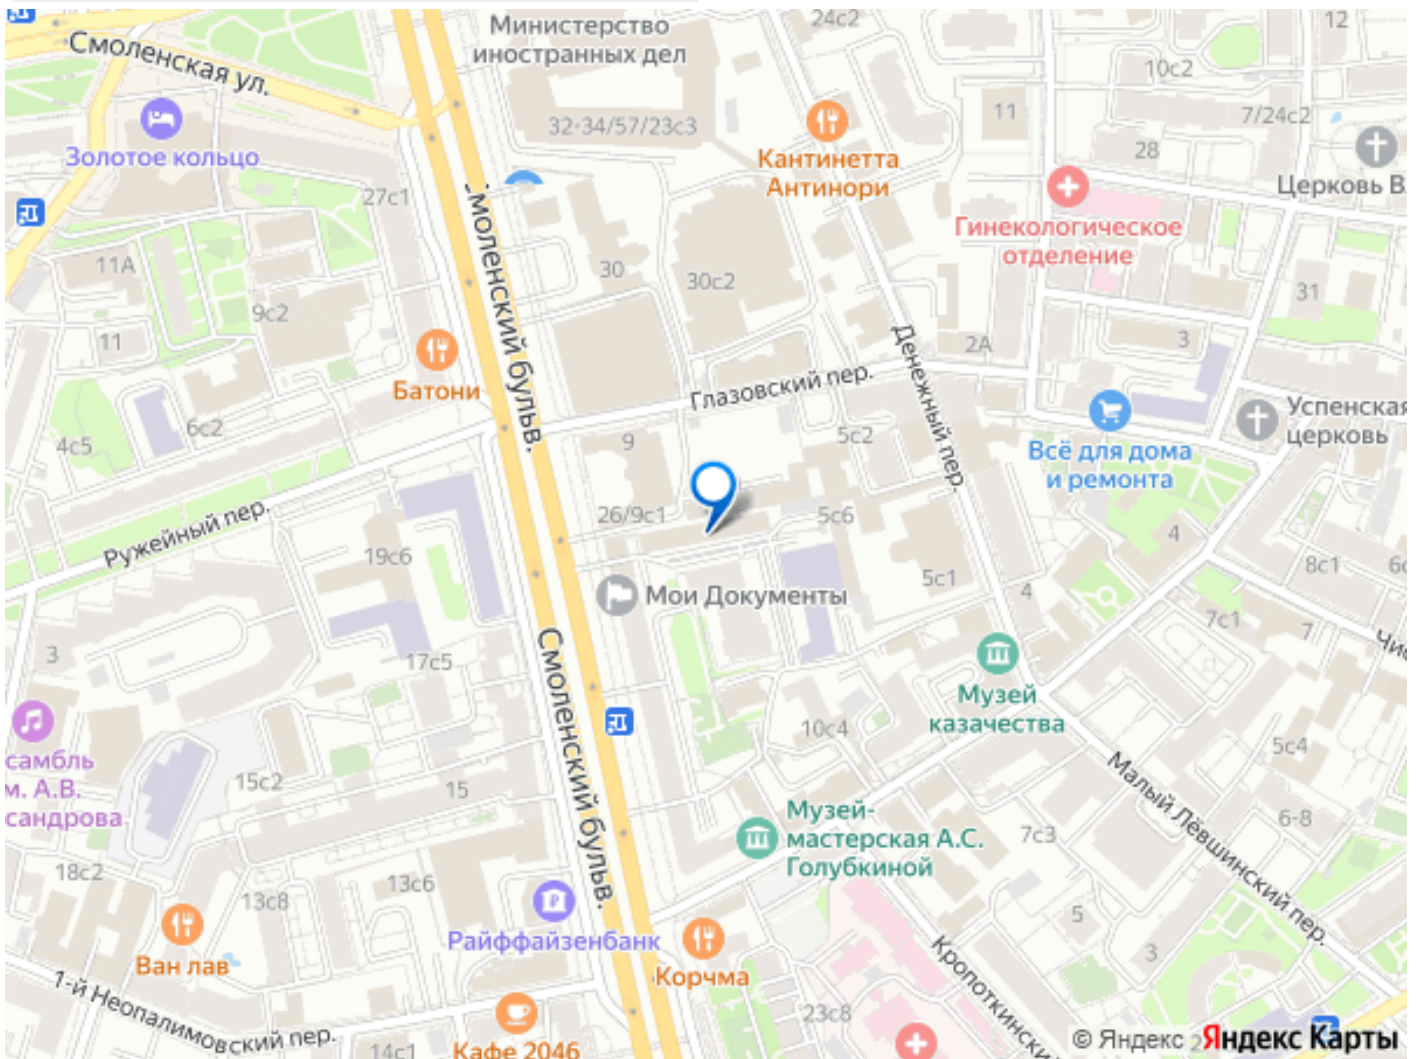 Министерство
иностранных дел
24с2
12
Смоленская ул.
10с2
7/24с2
11
32-34/57/23с3
Золотое кольцо
Кантинетта
Антинори
28
Церковь В
27с1
Гинекологическое
отделение
11А
30
30с2
31
9с2
Смоленский бульв.
11
Денежный пер.
2А
3
Батони
Глазовский пер.
4с5
6с2
9
5с2
Всё для дома
и ремонта
Успенская
церковь
26/9с1
5с6
Ружейный пер.
19с6
4
5с1
8с1
Мои Документы
4
7с1
7
Чис
3
17с5
Смоленский бульв.
Музей
казачества
10с4
5с4
самбль
м. А.В.
сандрова
15с2
15
Малый Лёвшинский пер.
Музей-
мастерская А.С.
Голубкиной
7с3
6-8
18с2
13с6
13с8
5
Райффайзенбанк
3
Ван лав
Корчма
Кропоткинский
1-й Неопалимовский пер.
23с8
14с1
Кафе 2046
© Яндекс 2
Яндекс Карты